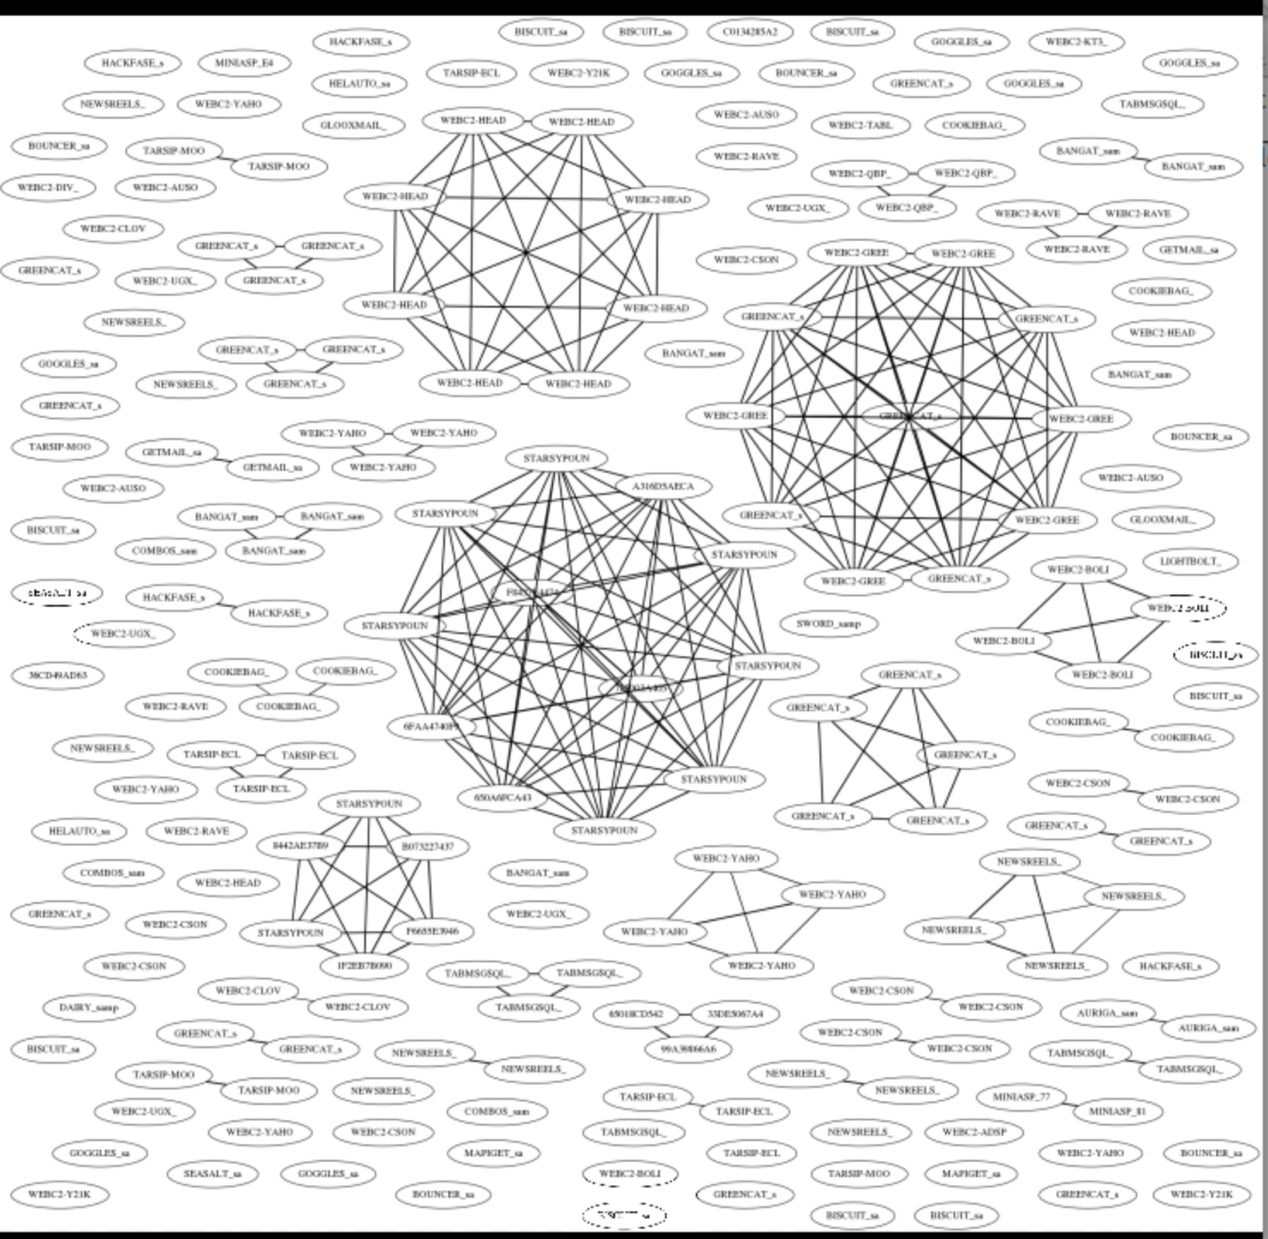 BISCUIT_sa
BISCUIT_sa
C0134285A2
BISCUIT_sa
HACKFASE_s
GOGGLES_sa
WEBC2-KT3_
HACKFASE_s
MINIASP_E4
GOGGLES_sa
TARSIP-ECL
WEBC2-Y21K
GOGGLES_sa
BOUNCER_sa
HELAUTO_sa
GREENCAT_s
GOGGLES_sa
NEWSREELS_
WEBC2-YAHO
TABMSGSQL_
WEBC2-AUSO
GLOOXMAIL_
WEBC2-HEAD
WEBC2-HEAD
WEBC2-TABL
COOKIEBAG_
BOUNCER_sa
TARSIP-MOO
TARSIP-MOO
WEBC2-RAVE
BANGAT_sam
BANGAT_sam
WEBC2-DIV_
WEBC2-AUSO
WEBC2-QBP_
WEBC2-QBP_
WEBC2-QBP_
WEBC2-HEAD
WEBC2-HEAD
WEBC2-UGX_
WEBC2-RAVE
WEBC2-RAVE
WEBC2-RAVE
WEBC2-CLOV
GREENCAT_s
GREENCAT_s
GREENCAT_s
GETMAIL_sa
WEBC2-CSON
WEBC2-GREE
WEBC2-GREE
GREENCAT_s
WEBC2-UGX_
COOKIEBAG_
WEBC2-HEAD
WEBC2-HEAD
GREENCAT_s
GREENCAT_s
NEWSREELS_
WEBC2-HEAD
GREENCAT_s
GREENCAT_s
GREENCAT_s
BANGAT_sam
GOGGLES_sa
NEWSREELS_
WEBC2-HEAD
WEBC2-HEAD
BANGAT_sam
GREENCAT_s
WEBC2-GREE
GREENCAT_s
WEBC2-GREE
WEBC2-YAHO
WEBC2-YAHO
WEBC2-YAHO
BOUNCER_sa
TARSIP-MOO
GETMAIL_sa
GETMAIL_sa
STARSYPOUN
A316D5AECA
WEBC2-AUSO
WEBC2-AUSO
BANGAT_sam
BANGAT_sam
BANGAT_sam
STARSYPOUN
GREENCAT_s
WEBC2-GREE
GLOOXMAIL_
BISCUIT_sa
COMBOS_sam
STARSYPOUN
LIGHTBOLT_
WEBC2-GREE
GREENCAT_s
WEBC2-BOLI
SEASALT_sa
HACKFASE_s
HACKFASE_s
WEBC2-BOLI
STARSYPOUN
SWORD_samp
WEBC2-UGX_
WEBC2-BOLI
BISCUIT_sa
36CD49AD63
COOKIEBAG_
COOKIEBAG_
COOKIEBAG_
STARSYPOUN
GREENCAT_s
WEBC2-BOLI
BISCUIT_sa
WEBC2-RAVE
GREENCAT_s
6FAA4740F9
COOKIEBAG_
COOKIEBAG_
NEWSREELS_
TARSIP-ECL
TARSIP-ECL
TARSIP-ECL
GREENCAT_s
STARSYPOUN
WEBC2-CSON
WEBC2-CSON
WEBC2-YAHO
650A6FCA43
STARSYPOUN
STARSYPOUN
GREENCAT_s
GREENCAT_s
GREENCAT_s
GREENCAT_s
HELAUTO_sa
WEBC2-RAVE
8442AE37B9
B073227437
WEBC2-YAHO
NEWSREELS_
COMBOS_sam
WEBC2-HEAD
BANGAT_sam
WEBC2-YAHO
NEWSREELS_
GREENCAT_s
WEBC2-CSON
STARSYPOUN
F6655E3946
WEBC2-UGX_
WEBC2-YAHO
NEWSREELS_
WEBC2-CSON
1F2EB7B090
WEBC2-YAHO
NEWSREELS_
HACKFASE_s
TABMSGSQL_
TABMSGSQL_
TABMSGSQL_
WEBC2-CLOV
WEBC2-CLOV
WEBC2-CSON
WEBC2-CSON
DAIRY_samp
65018CD542
33DE5067A4
99A39866A6
AURIGA_sam
AURIGA_sam
GREENCAT_s
GREENCAT_s
WEBC2-CSON
WEBC2-CSON
BISCUIT_sa
NEWSREELS_
NEWSREELS_
TABMSGSQL_
TABMSGSQL_
TARSIP-MOO
TARSIP-MOO
NEWSREELS_
NEWSREELS_
NEWSREELS_
WEBC2-UGX_
COMBOS_sam
TARSIP-ECL
TARSIP-ECL
MINIASP_77
MINIASP_81
WEBC2-YAHO
WEBC2-CSON
TABMSGSQL_
NEWSREELS_
WEBC2-ADSP
GOGGLES_sa
MAPIGET_sa
TARSIP-ECL
WEBC2-YAHO
BOUNCER_sa
SEASALT_sa
GOGGLES_sa
WEBC2-BOLI
TARSIP-MOO
MAPIGET_sa
WEBC2-Y21K
BOUNCER_sa
GREENCAT_s
GREENCAT_s
WEBC2-Y21K
BISCUIT_sa
BISCUIT_sa
BISCUIT_sa